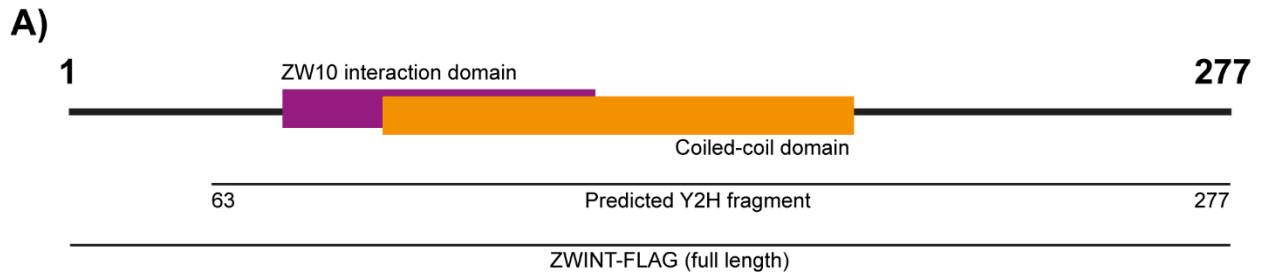 A)
1
277
ZW10 interaction domain
Coiled-coil domain
63
Predicted Y2H fragment
277
ZWINT-FLAG (full length)